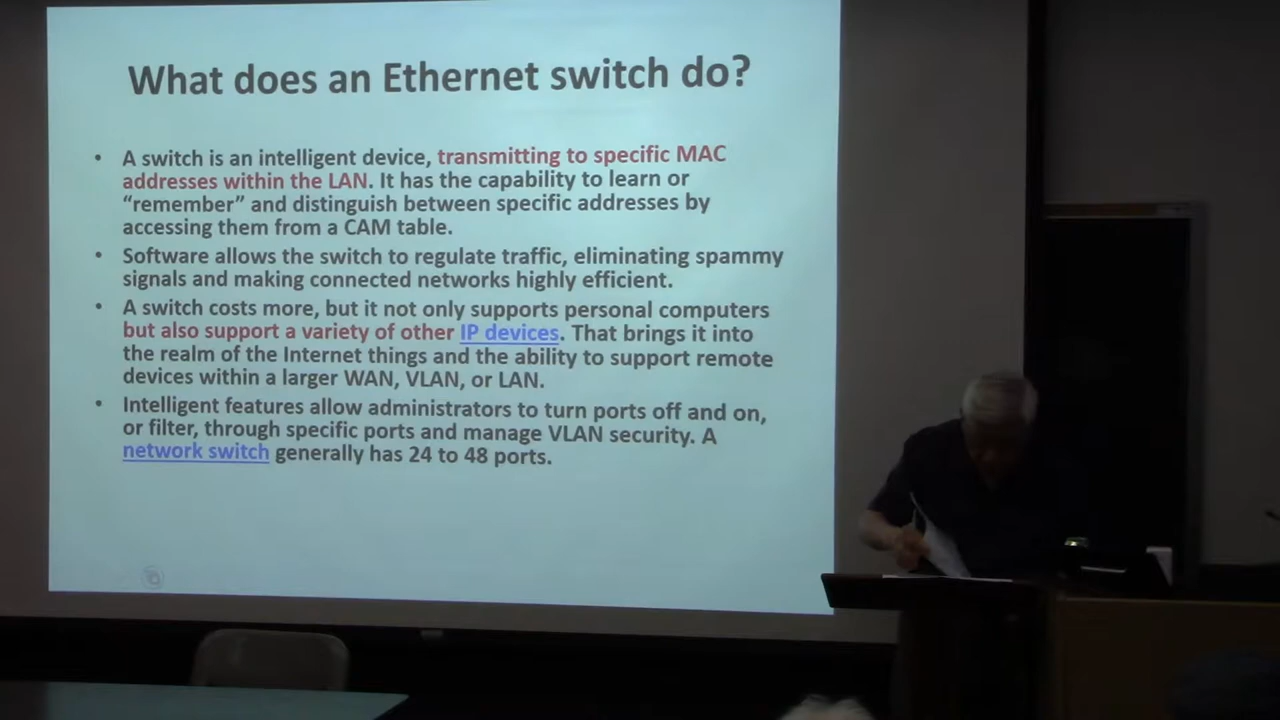 What does an Ethernet switch do?
• A switch is an intelligent device, transmitting to specific MAC
addresses within the LAN. It has the capability to learn or
“remember” and distinguish between specific addresses by
accessing them from a CAM table.
• Software allows the switch to regulate traffic, eliminating spammy
signals and making connected networks highly efficient.
• A switch costs more, but it not only supports personal computers
but also support a variety of other IP devices. That brings it into
the realm of the Internet things and the ability to support remote
devices within a larger WAN, VLAN, or LAN.
• Intelligent features allow administrators to turn ports off and on,
or filter, through specific ports and manage VLAN security. A
network switch generally has 24 to 48 ports.